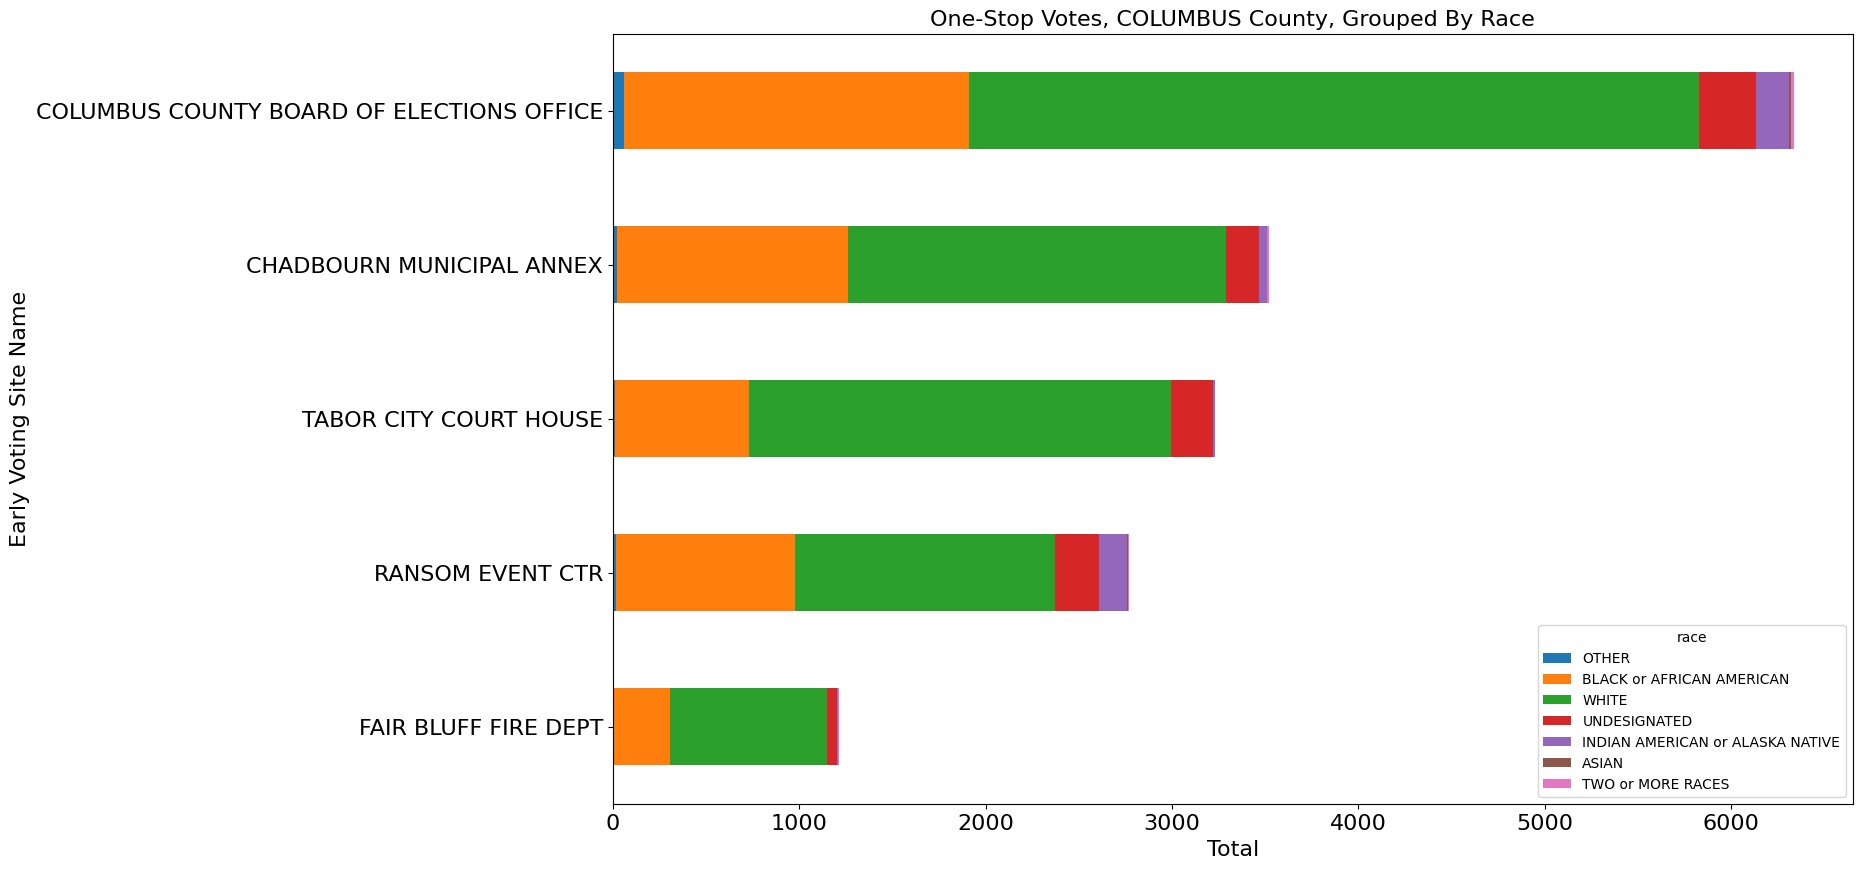 One-Stop Votes, COLUMBUS County, Grouped By Race
Early Voting Site Name
COLUMBUS COUNTY BOARD OF ELECTIONS OFFICE
CHADBOURN MUNICIPAL ANNEX
TABOR CITY COURT HOUSE
RANSOM EVENT CTR
FAIR BLUFF FIRE DEPT
race
OTHER
BLACK or AFRICAN AMERICAN
WHITE
UNDESIGNATED
INDIAN AMERICAN or ALASKA NATIVE
ASIAN
TWO or MORE RACES
0 1000 2000 3000 4000 5000 6000
Total